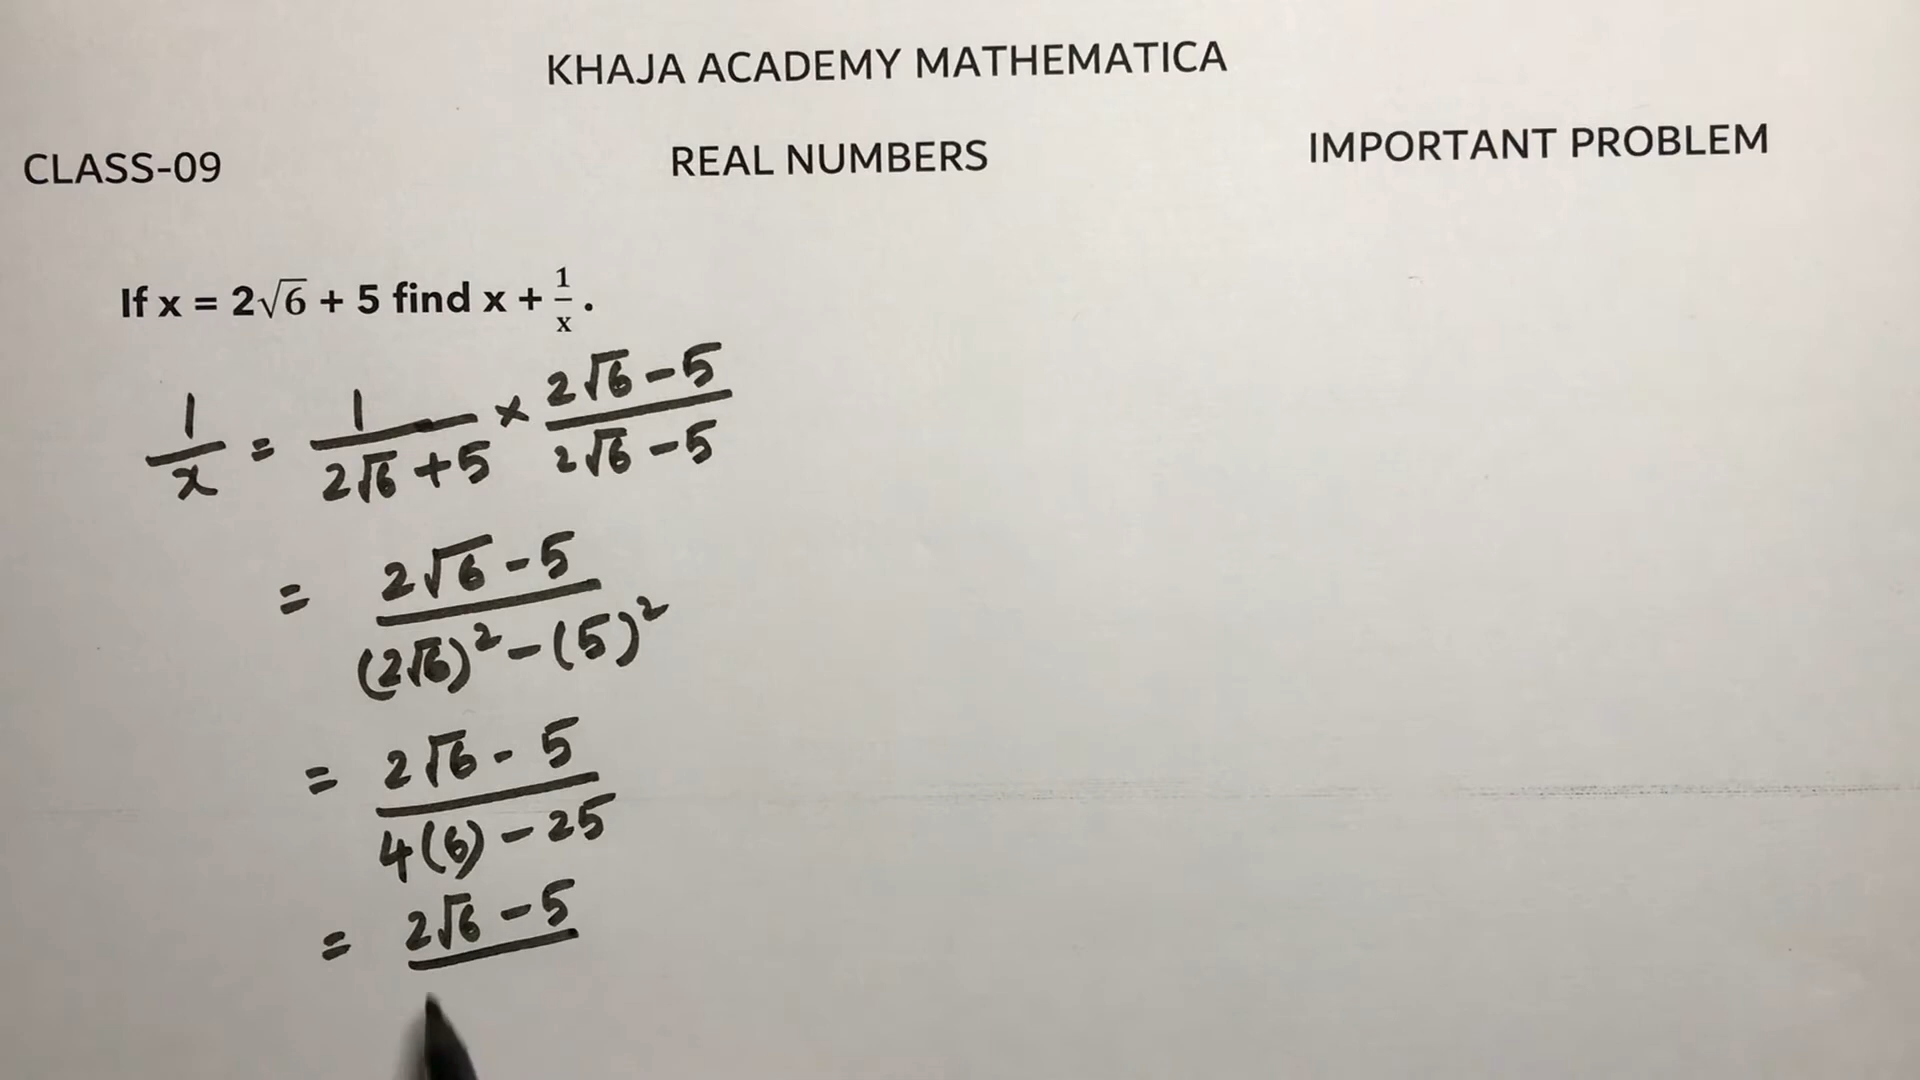 KHAJA ACADEMY MATHEMATICA
CLASS-09 REAL NUMBERS IMPORTANT PROBLEM
If x = 2√6 + 5 find x + 1/x .
1/x = 1/(2√6 + 5) × (2√6 - 5)/(2√6 - 5)
= (2√6 - 5)/((2√6)² - (5)²)
= (2√6 - 5)/(4(6) - 25)
= 2√6 - 5